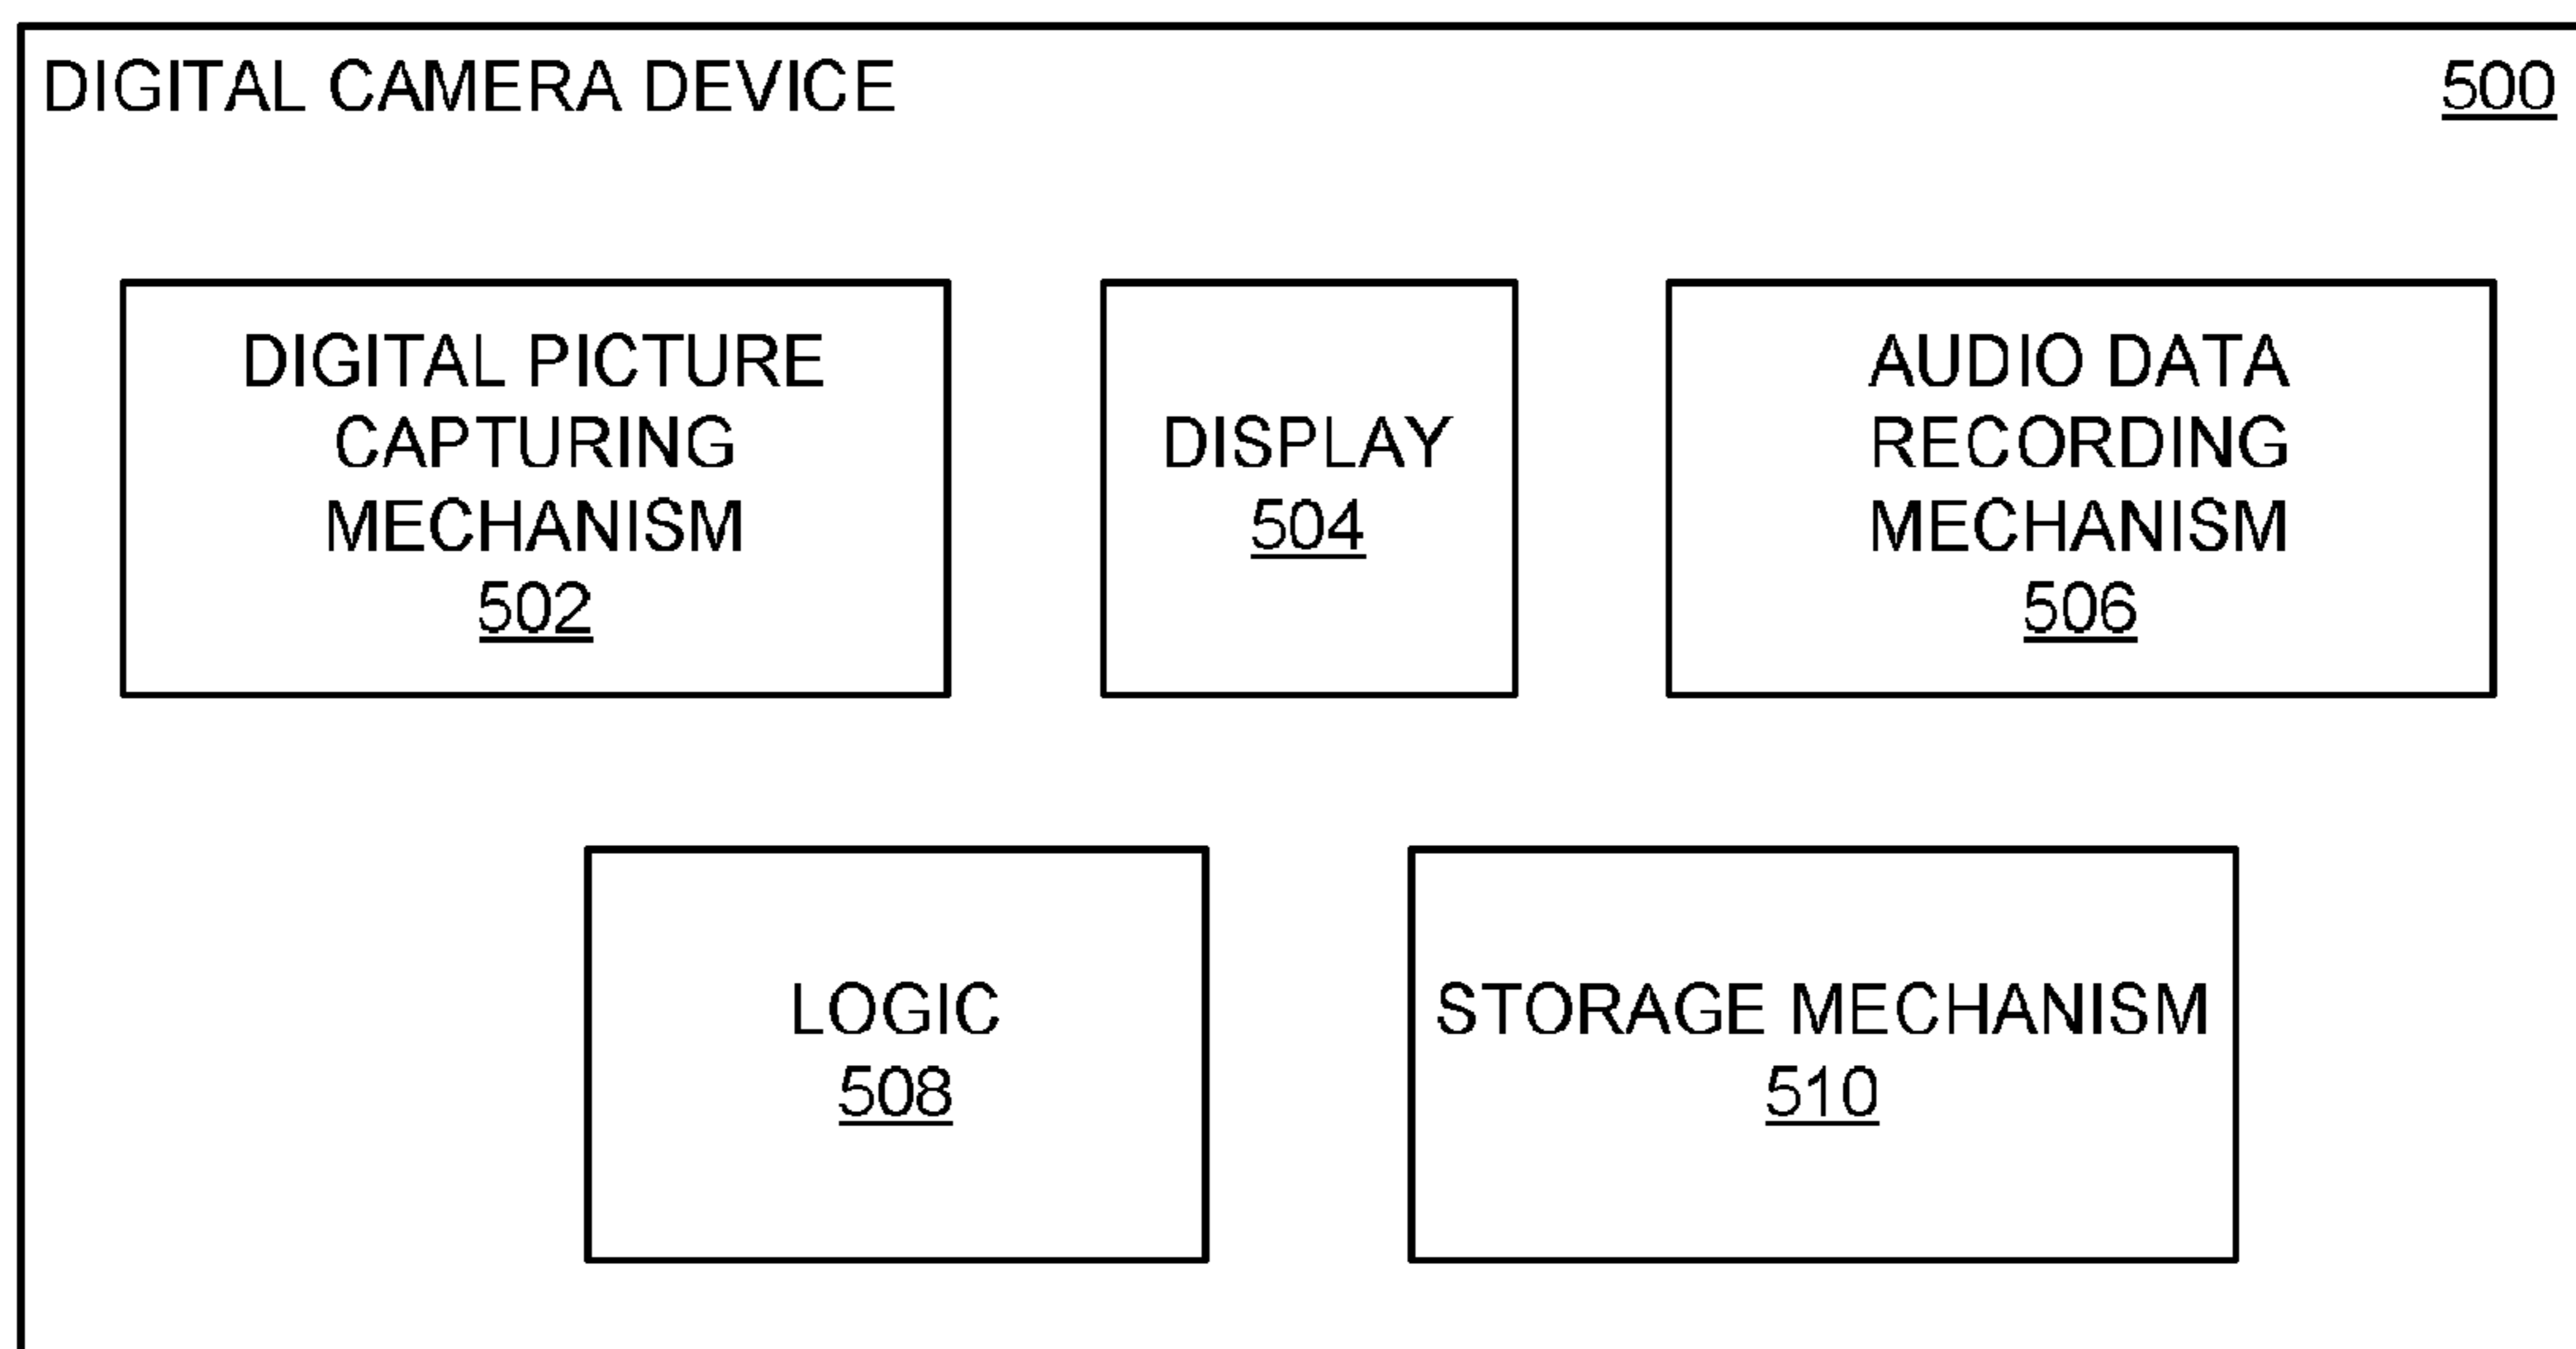 DIGITAL CAMERA DEVICE
500
DIGITAL PICTURE
CAPTURING
MECHANISM
502
DISPLAY
504
AUDIO DATA
RECORDING
MECHANISM
506
LOGIC
508
STORAGE MECHANISM
510